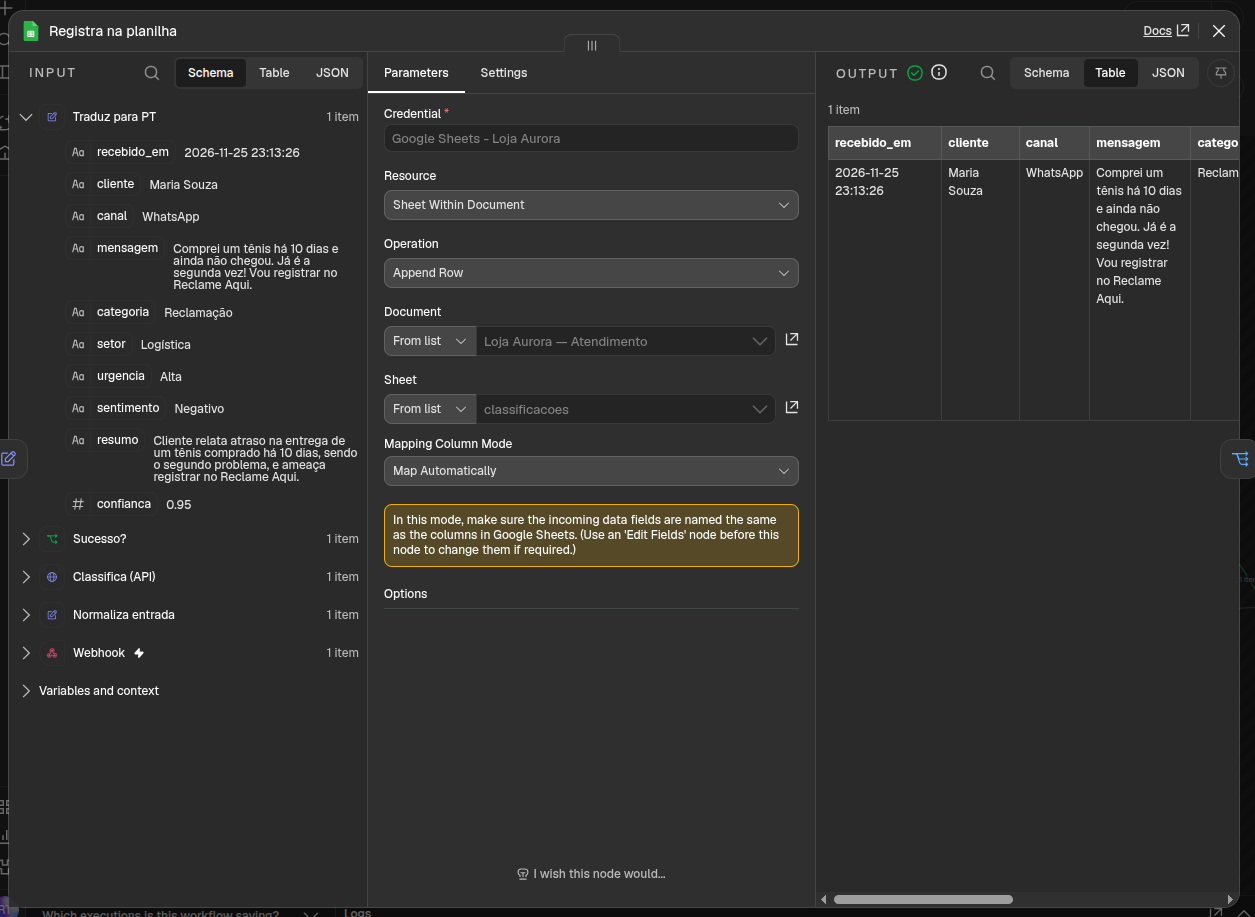 Registra na planilha
Docs
INPUT
Schema
Table
JSON
Traduz para PT
1 item
Aa recebido_em 2026-11-25 23:13:26
Aa cliente Maria Souza
Aa canal WhatsApp
Aa mensagem Comprei um tênis há 10 dias e
ainda não chegou. Já é a
segunda vez! Vou registrar no
Reclame Aqui.
Aa categoria Reclamação
Aa setor Logística
Aa urgencia Alta
Aa sentimento Negativo
Aa resumo Cliente relata atraso na entrega de
um tênis comprado há 10 dias, sendo
o segundo problema, e ameaça
registrar no Reclame Aqui.
# confianca 0.95
Sucesso? 1 item
Classifica (API) 1 item
Normaliza entrada 1 item
Webhook 1 item
Variables and context
Parameters
Settings
Credential *
Google Sheets - Loja Aurora
Resource
Sheet Within Document
Operation
Append Row
Document
From list
Loja Aurora — Atendimento
Sheet
From list
classificacoes
Mapping Column Mode
Map Automatically
In this mode, make sure the incoming data fields are named the same
as the columns in Google Sheets. (Use an 'Edit Fields' node before this
node to change them if required.)
Options
I wish this node would...
OUTPUT
Schema
Table
JSON
1 item
recebido_em cliente canal mensagem catego
2026-11-25
23:13:26
Maria
Souza
WhatsApp
Comprei um
tênis há 10 dias
e ainda não
chegou. Já é a
segunda vez!
Vou registrar
no Reclame
Aqui.
Reclam
Which executions is this workflow saving?
Logs